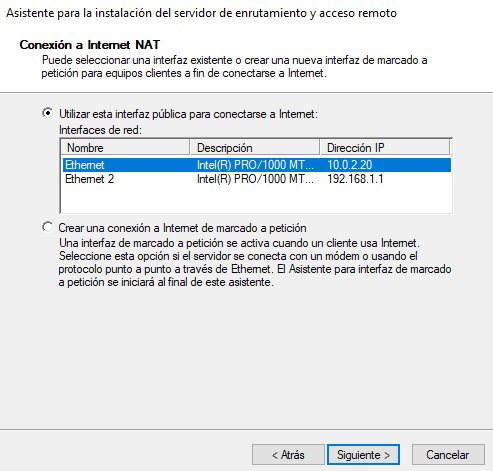 Asistente para la instalación del servidor de enrutamiento y acceso remoto
Conexión a Internet NAT
Puede seleccionar una interfaz existente o crear una nueva interfaz de marcado a
petición para equipos clientes a fin de conectarse a Internet.
Utilizar esta interfaz pública para conectarse a Internet:
Interfaces de red:
Nombre Descripción Dirección IP
Ethernet Intel(R) PRO/1000 MT... 10.0.2.20
Ethernet 2 Intel(R) PRO/1000 MT... 192.168.1.1
Crear una conexión a Internet de marcado a petición
Una interfaz de marcado a petición se activa cuando un cliente usa Internet.
Seleccione esta opción si el servidor se conecta con un módem o usando el
protocolo punto a punto a través de Ethernet. El Asistente para interfaz de marcado
a petición se iniciará al final de este asistente.
< Atrás Siguiente > Cancelar